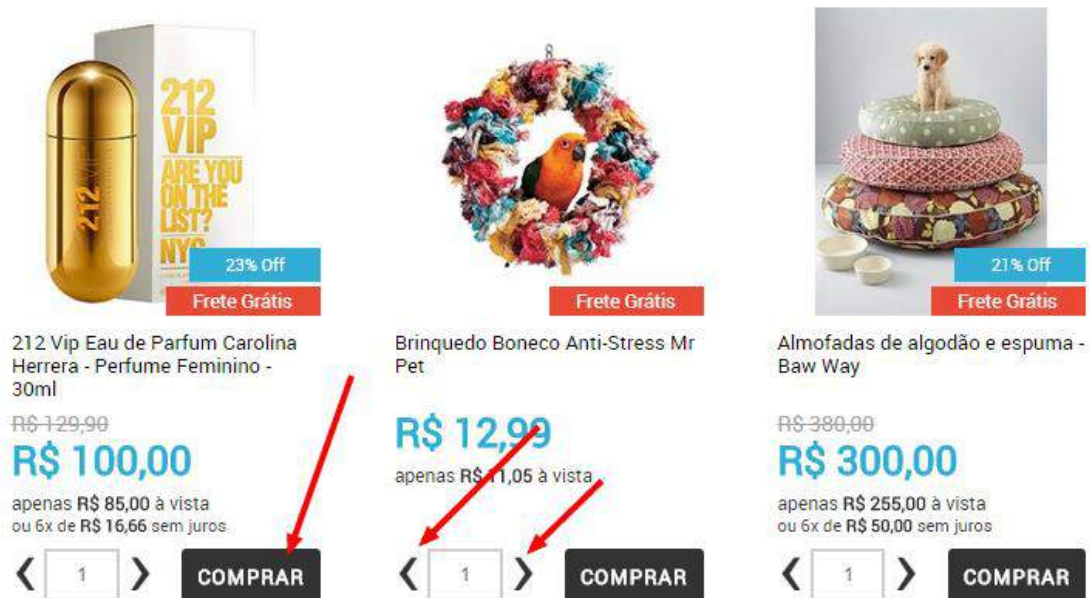 212
VIP
ARE YOU
ON THE
LIST?
NYC
212 VIP
23% Off
Frete Grátis
212 Vip Eau de Parfum Carolina
Herrera - Perfume Feminino -
30ml
R$ 129,90
R$ 100,00
apenas R$ 85,00 à vista
ou 6x de R$ 16,66 sem juros
❮ 1 ❯ COMPRAR
Frete Grátis
Brinquedo Boneco Anti-Stress Mr
Pet
R$ 12,99
apenas R$ 11,05 à vista
❮ 1 ❯ COMPRAR
21% Off
Frete Grátis
Almofadas de algodão e espuma -
Baw Way
R$ 380,00
R$ 300,00
apenas R$ 255,00 à vista
ou 6x de R$ 50,00 sem juros
❮ 1 ❯ COMPRAR